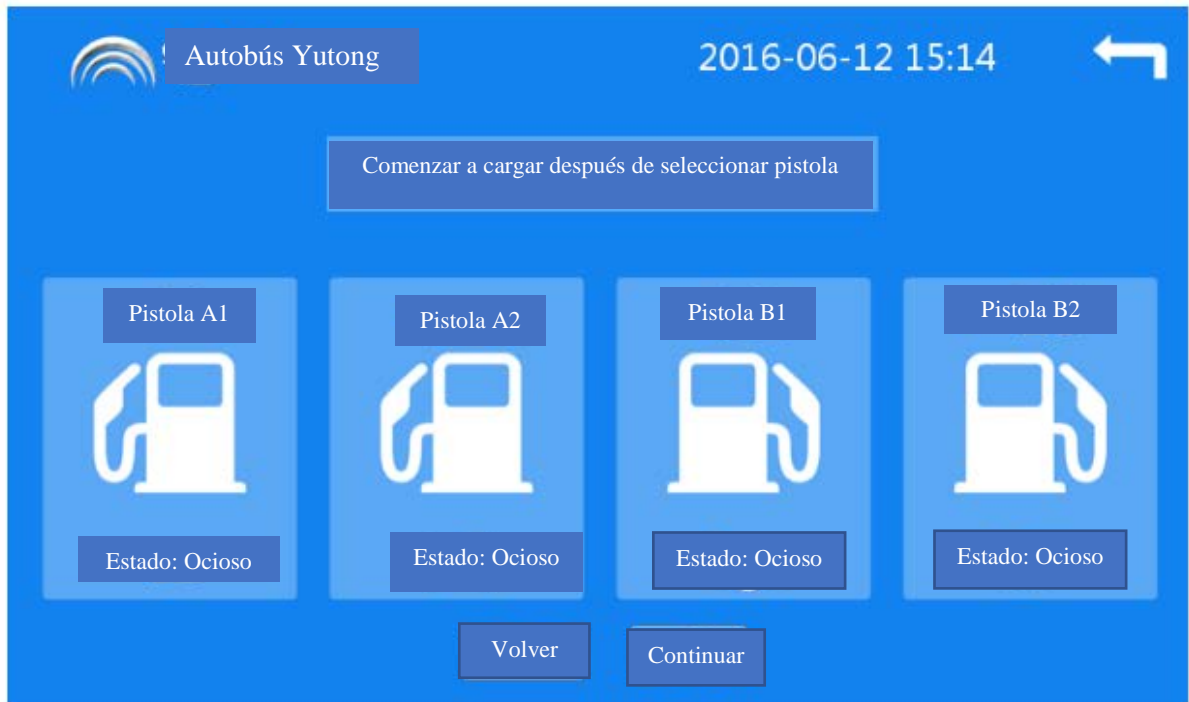 Autobús Yutong
2016-06-12 15:14
Comenzar a cargar después de seleccionar pistola
Pistola A1
Pistola A2
Pistola B1
Pistola B2
Estado: Ocioso
Estado: Ocioso
Estado: Ocioso
Estado: Ocioso
Volver
Continuar